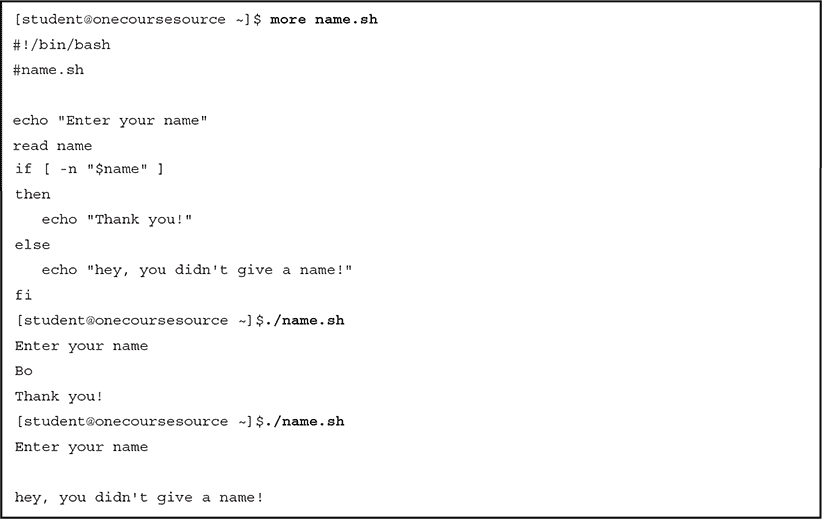 [student@onecoursesource ~]$ more name.sh
#!/bin/bash
#name.sh
echo "Enter your name"
read name
if [ -n "$name" ]
then
echo "Thank you!"
else
echo "hey, you didn't give a name!"
fi
[student@onecoursesource ~]$./name.sh
Enter your name
Bo
Thank you!
[student@onecoursesource ~]$./name.sh
Enter your name
hey, you didn't give a name!